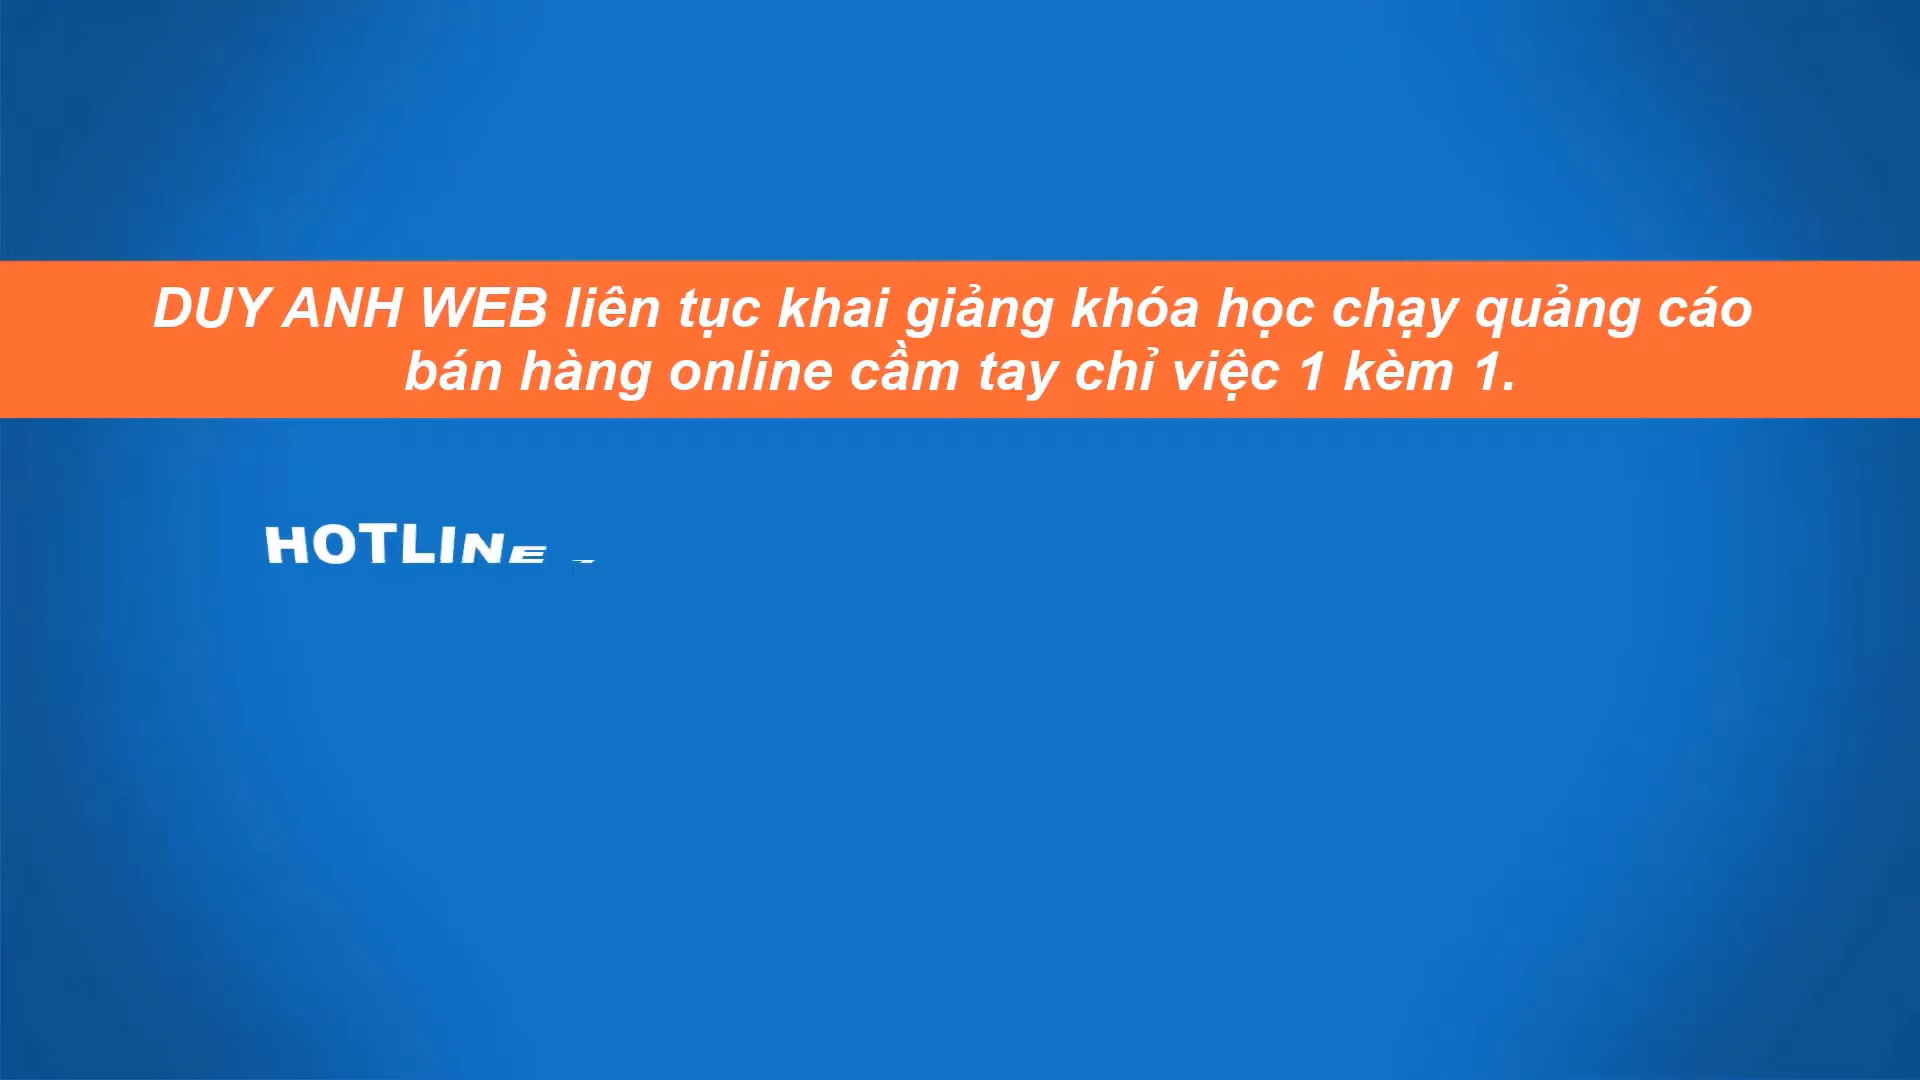 DUY ANH WEB liên tục khai giảng khóa học chạy quảng cáo
bán hàng online cầm tay chỉ việc 1 kèm 1.
HOTLINE